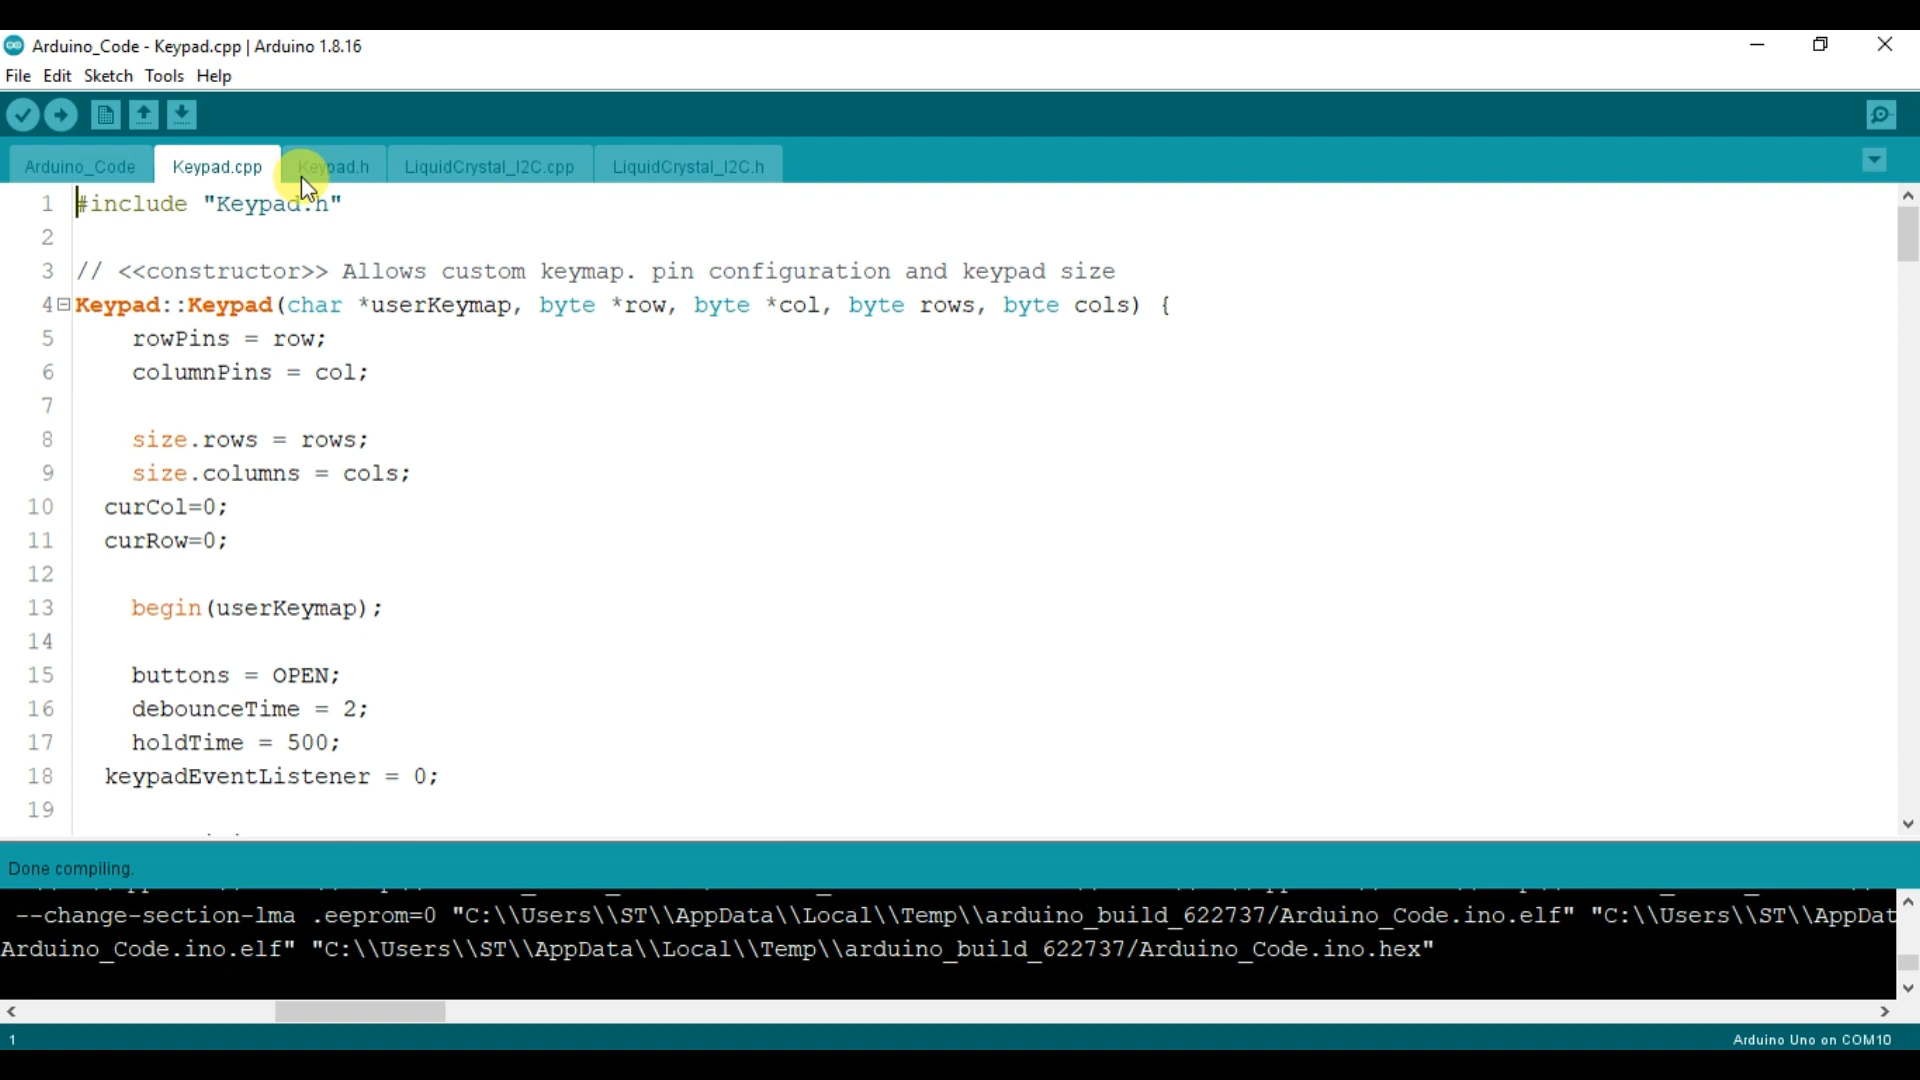 Arduino_Code - Keypad.cpp | Arduino 1.8.16
File Edit Sketch Tools Help
Arduino_Code Keypad.cpp Keypad.h LiquidCrystal_I2C.cpp LiquidCrystal_I2C.h
1 #include "Keypad.h"
2
3 // <<constructor>> Allows custom keymap. pin configuration and keypad size
4 Keypad::Keypad(char *userKeymap, byte *row, byte *col, byte rows, byte cols) {
5 rowPins = row;
6 columnPins = col;
7
8 size.rows = rows;
9 size.columns = cols;
10 curCol=0;
11 curRow=0;
12
13 begin(userKeymap);
14
15 buttons = OPEN;
16 debounceTime = 2;
17 holdTime = 500;
18 keypadEventListener = 0;
19
Done compiling.
--change-section-lma .eeprom=0 "C:\\Users\\ST\\AppData\\Local\\Temp\\arduino_build_622737/Arduino_Code.ino.elf" "C:\\Users\\ST\\AppDat
Arduino_Code.ino.elf" "C:\\Users\\ST\\AppData\\Local\\Temp\\arduino_build_622737/Arduino_Code.ino.hex"
1 Arduino Uno on COM10